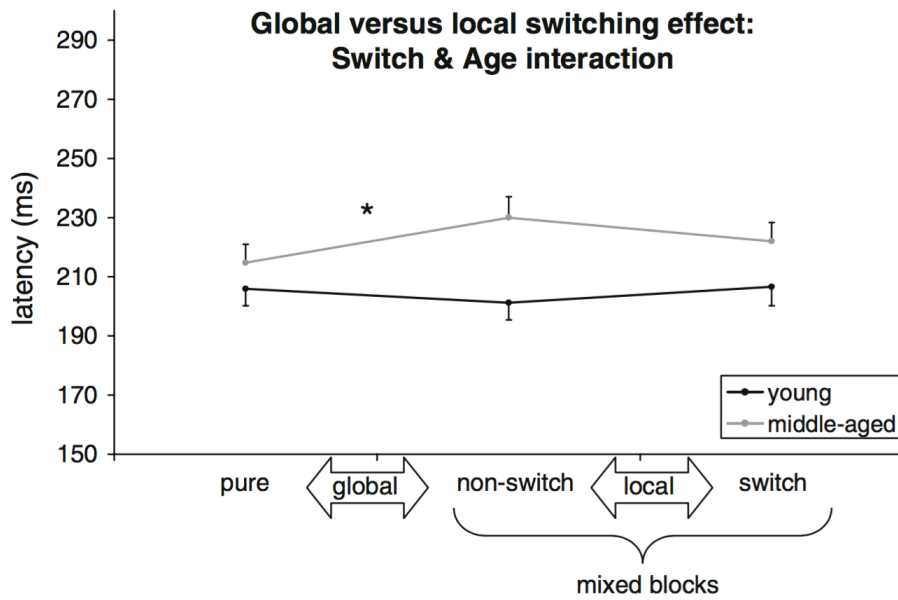 Global versus local switching effect:
Switch & Age interaction
290
270
250
230
210
190
170
150
latency (ms)
*
young
middle-aged
pure
global
non-switch
local
switch
mixed blocks